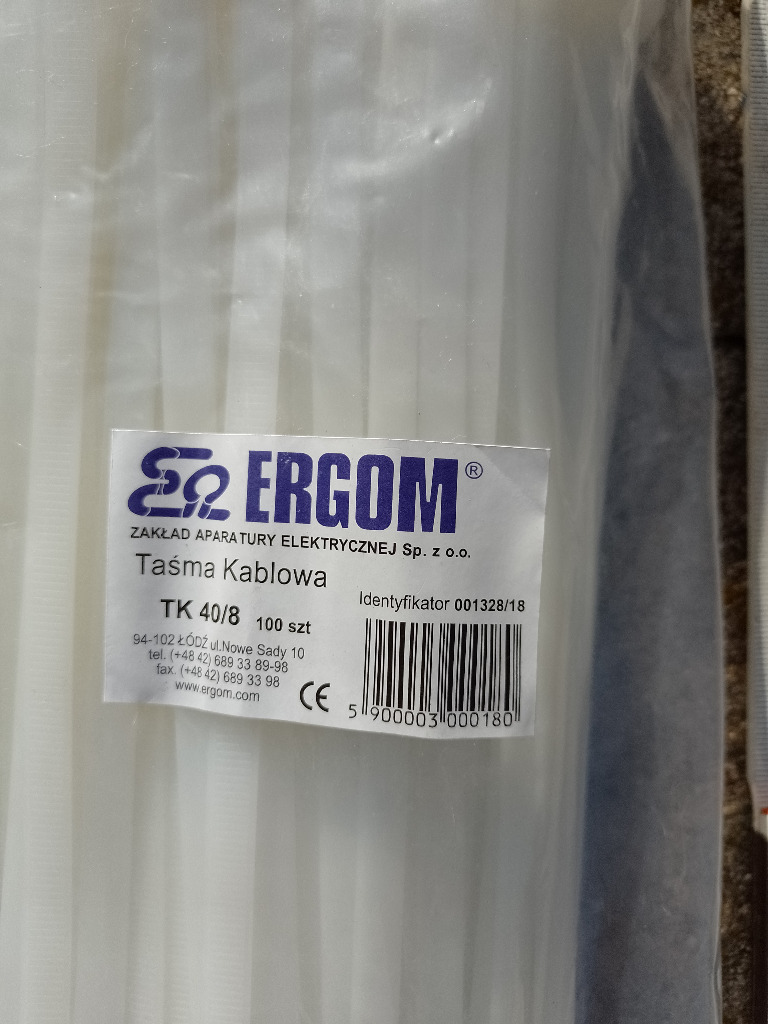 ERGOM®
ZAKŁAD APARATURY ELEKTRYCZNEJ Sp. z o.o.
Taśma Kablowa
TK 40/8 100 szt
Identyfikator 001328/18
94-102 ŁÓDŹ ul.Nowe Sady 10
tel. (+48 42) 689 33 89-98
fax. (+48 42) 689 33 98
www.ergom.com
CE
5 900003 000180